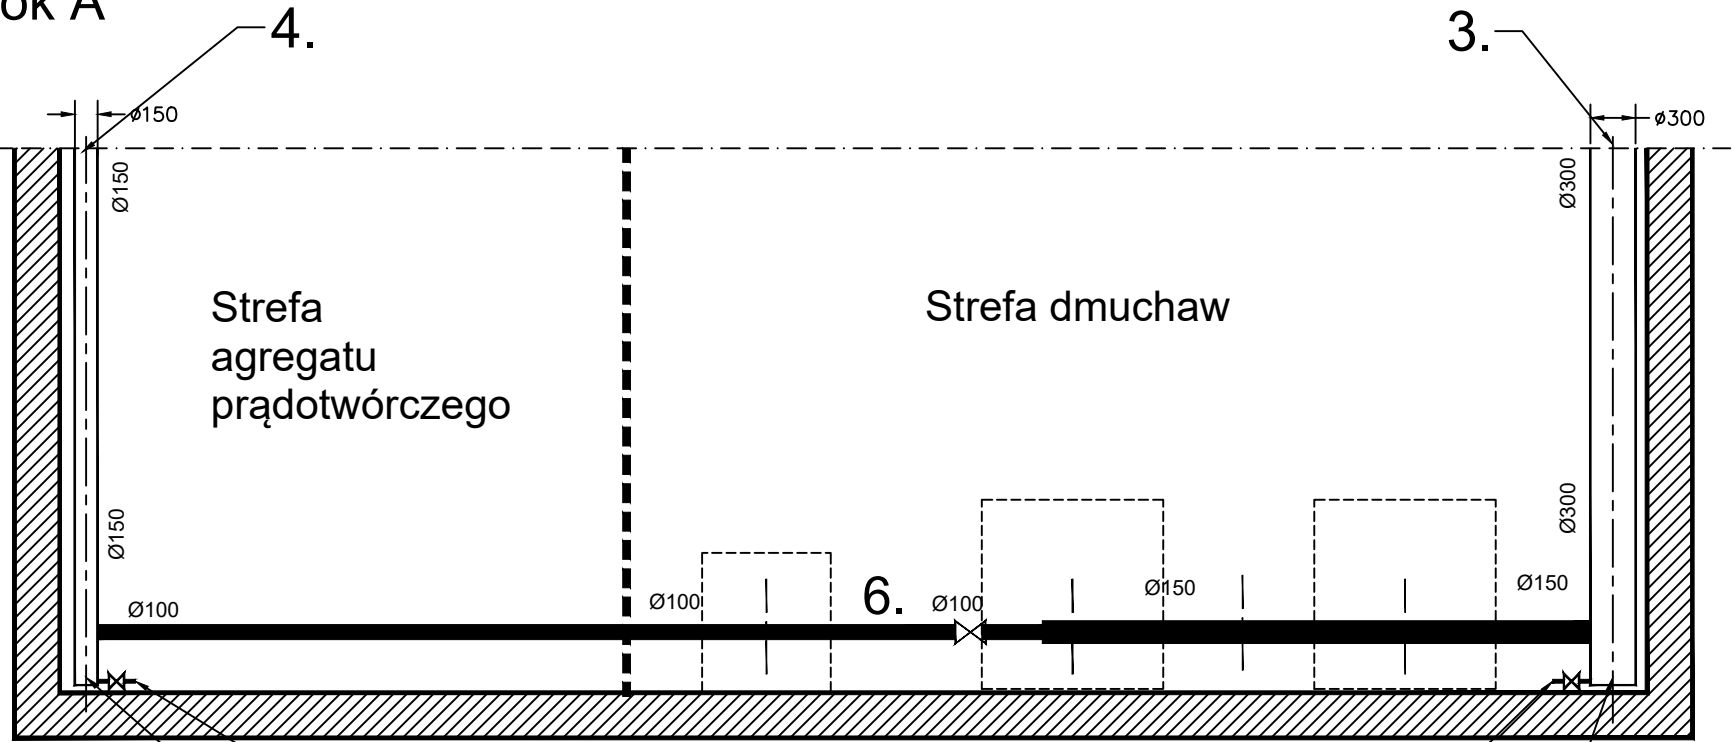 ok A
4.
3.
ø150
ø300
Ø150
Ø300
Strefa
agregatu
prądotwórczego
Strefa dmuchaw
Ø150
Ø300
Ø100
Ø100
6.
Ø100
Ø150
Ø150